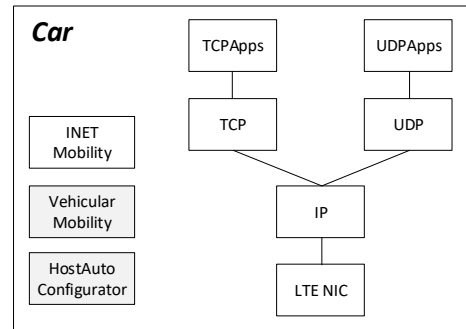 Car
TCPApps
UDPApps
TCP
UDP
INET
Mobility
Vehicular
Mobility
IP
HostAuto
Configurator
LTE NIC